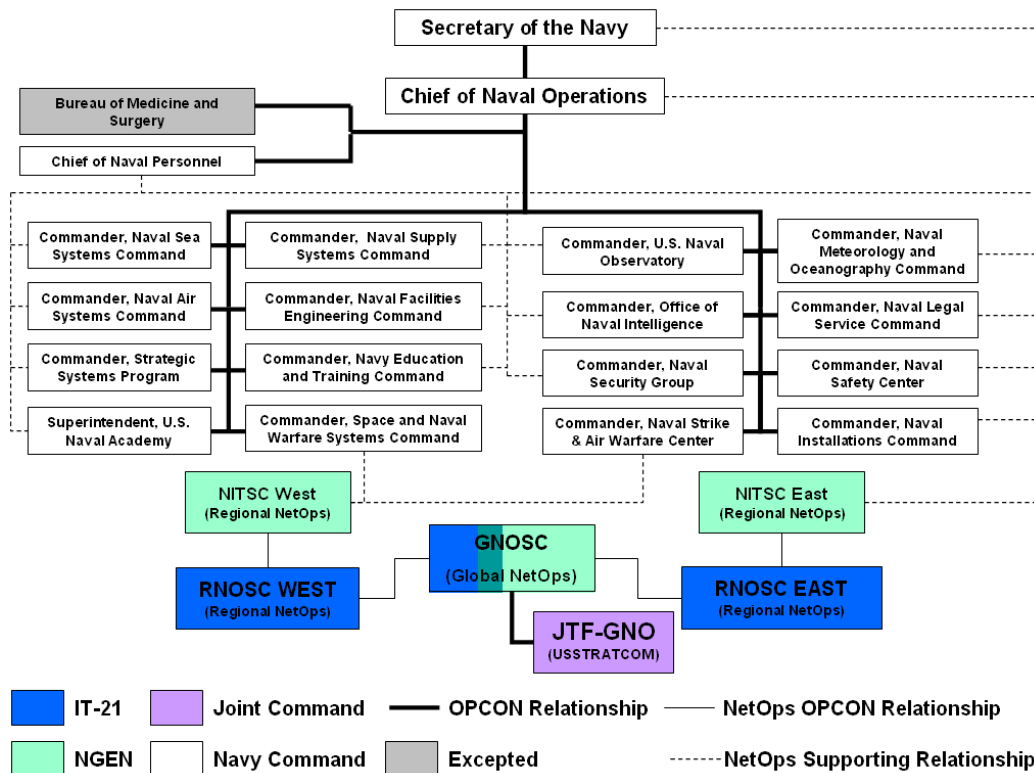 Secretary of the Navy
Chief of Naval Operations
Bureau of Medicine and
Surgery
Chief of Naval Personnel
Commander, Naval Sea
Systems Command
Commander, Naval Supply
Systems Command
Commander, U.S. Naval
Observatory
Commander, Naval
Meteorology and
Oceanography Command
Commander, Naval Air
Systems Command
Commander, Naval Facilities
Engineering Command
Commander, Office of
Naval Intelligence
Commander, Naval Legal
Service Command
Commander, Strategic
Systems Program
Commander, Navy Education
and Training Command
Commander, Naval
Security Group
Commander, Naval
Safety Center
Superintendent, U.S.
Naval Academy
Commander, Space and Naval
Warfare Systems Command
Commander, Naval Strike
& Air Warfare Center
Commander, Naval
Installations Command
NITSC West
(Regional NetOps)
NITSC East
(Regional NetOps)
GNOSC
(Global NetOps)
RNOSC WEST
(Regional NetOps)
RNOSC EAST
(Regional NetOps)
JTF-GNO
(USSTRATCOM)
IT-21
Joint Command
OPCON Relationship
NetOps OPCON Relationship
NGEN
Navy Command
Excepted
NetOps Supporting Relationship